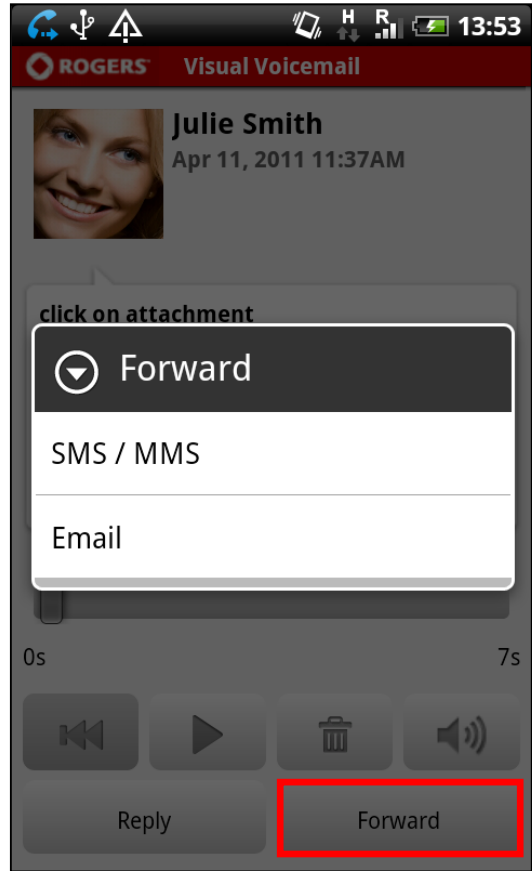 H R 13:53
ROGERS Visual Voicemail
Julie Smith
Apr 11, 2011 11:37AM
click on attachment
Forward
SMS / MMS
Email
0s 7s
Reply Forward